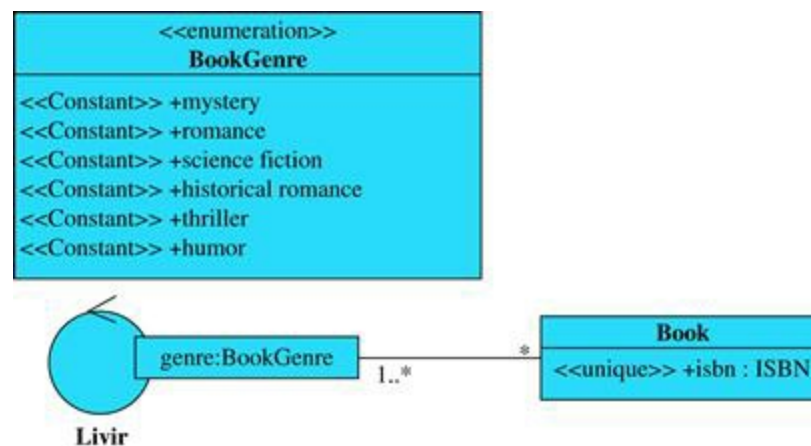 <<enumeration>>
BookGenre
<<Constant>> +mystery
<<Constant>> +romance
<<Constant>> +science fiction
<<Constant>> +historical romance
<<Constant>> +thriller
<<Constant>> +humor
genre:BookGenre
1..*
*
Book
<<unique>> +isbn : ISBN
Livir